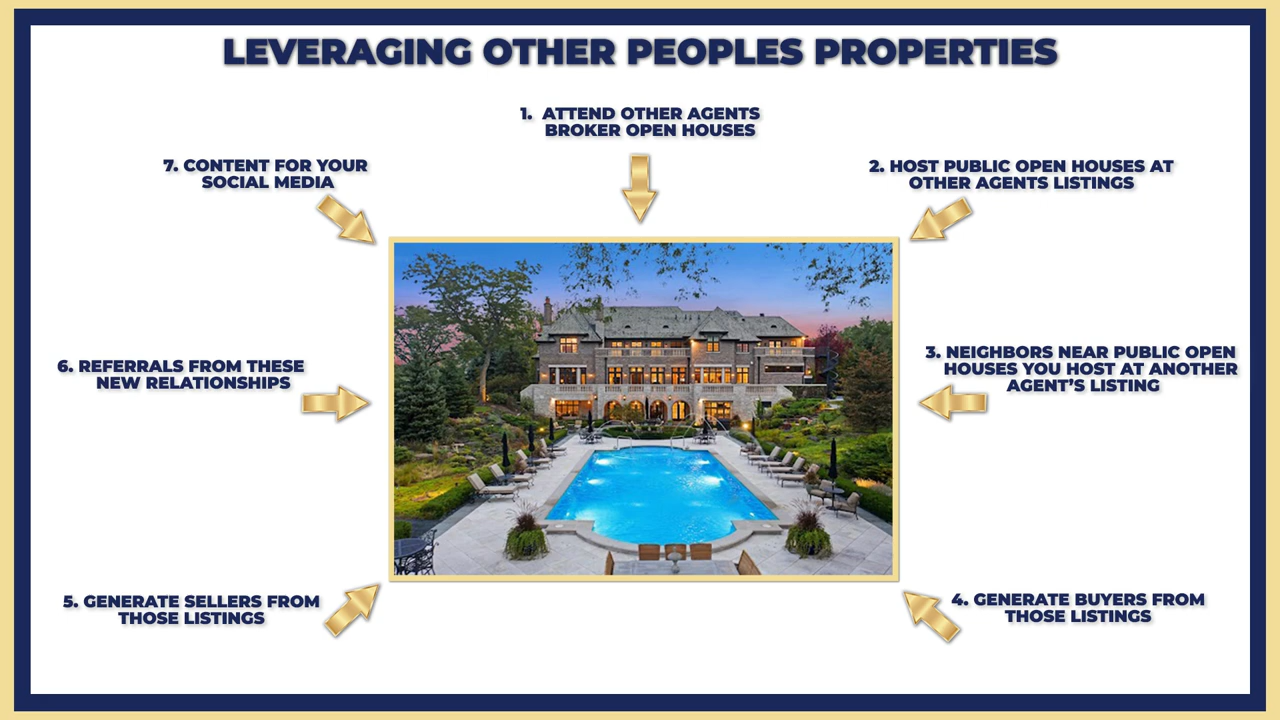 LEVERAGING OTHER PEOPLES PROPERTIES
1. ATTEND OTHER AGENTS
BROKER OPEN HOUSES
2. HOST PUBLIC OPEN HOUSES AT
OTHER AGENTS LISTINGS
3. NEIGHBORS NEAR PUBLIC OPEN
HOUSES YOU HOST AT ANOTHER
AGENT'S LISTING
4. GENERATE BUYERS FROM
THOSE LISTINGS
5. GENERATE SELLERS FROM
THOSE LISTINGS
6. REFERRALS FROM THESE
NEW RELATIONSHIPS
7. CONTENT FOR YOUR
SOCIAL MEDIA